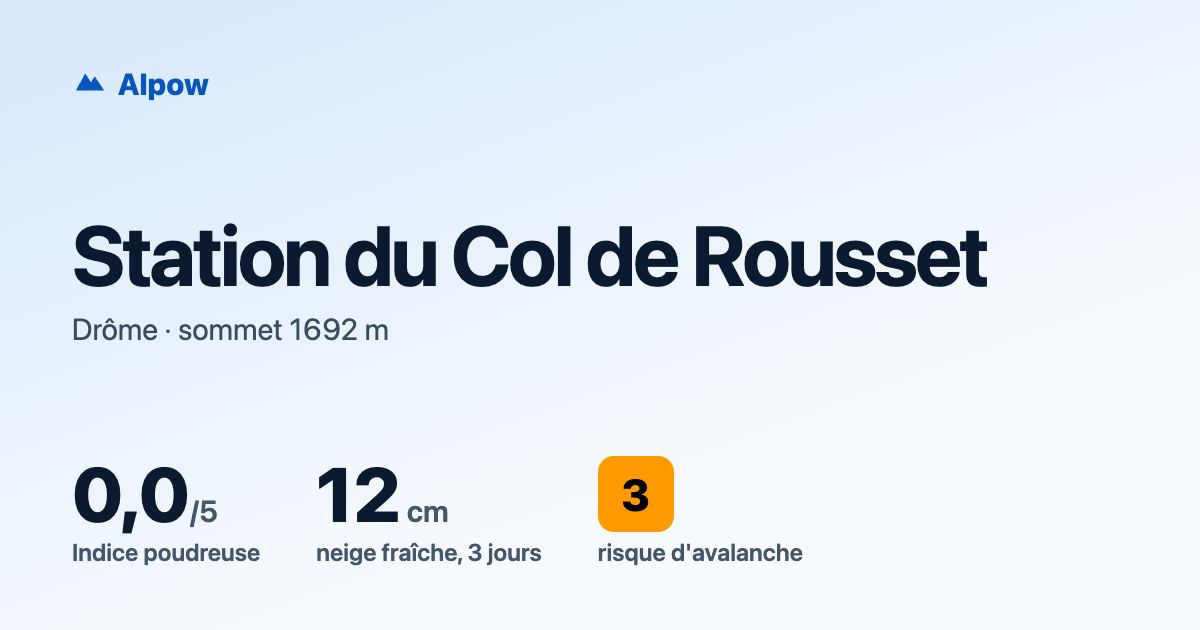 Alpow
Station du Col de Rousset
Drôme · sommet 1692 m
0,0/5
Indice poudreuse
12 cm
neige fraîche, 3 jours
3
risque d'avalanche